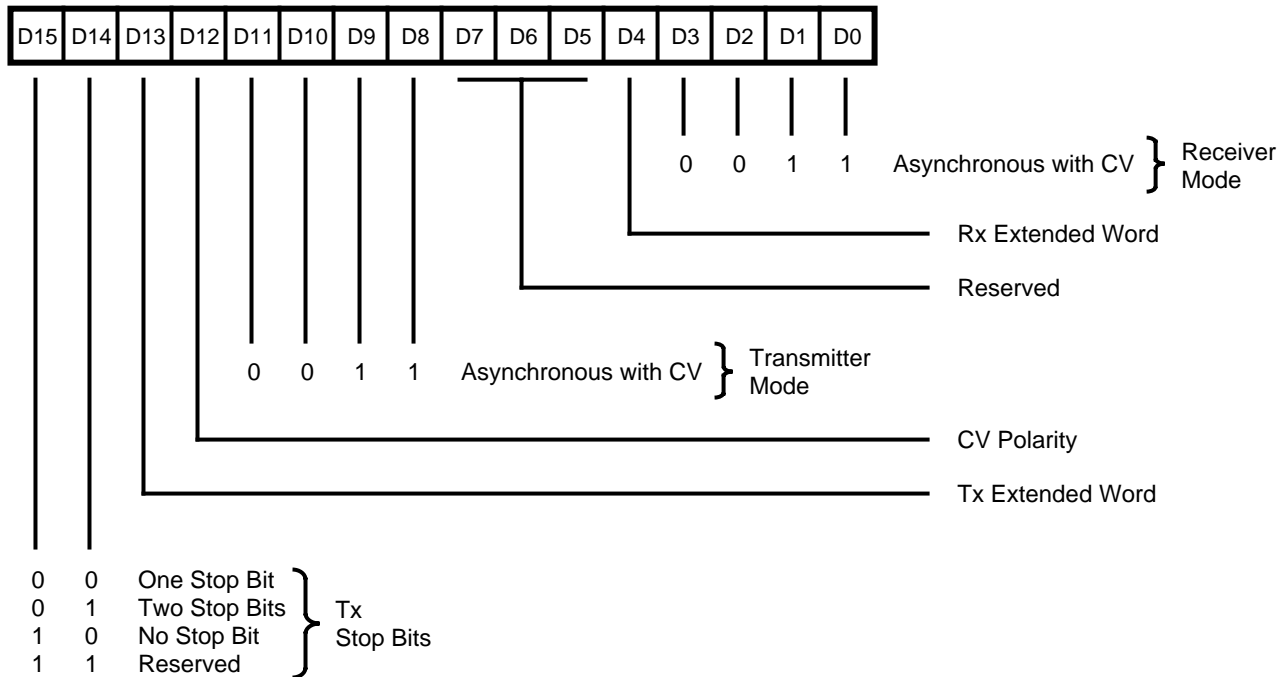 D15 D14 D13 D12 D11 D10 D9 D8 D7 D6 D5 D4 D3 D2 D1 D0
0 0 1 1 Asynchronous with CV Receiver Mode
Rx Extended Word
Reserved
0 0 1 1 Asynchronous with CV Transmitter Mode
CV Polarity
Tx Extended Word
0 0 One Stop Bit
0 1 Two Stop Bits
1 0 No Stop Bit
1 1 Reserved
Tx
Stop Bits